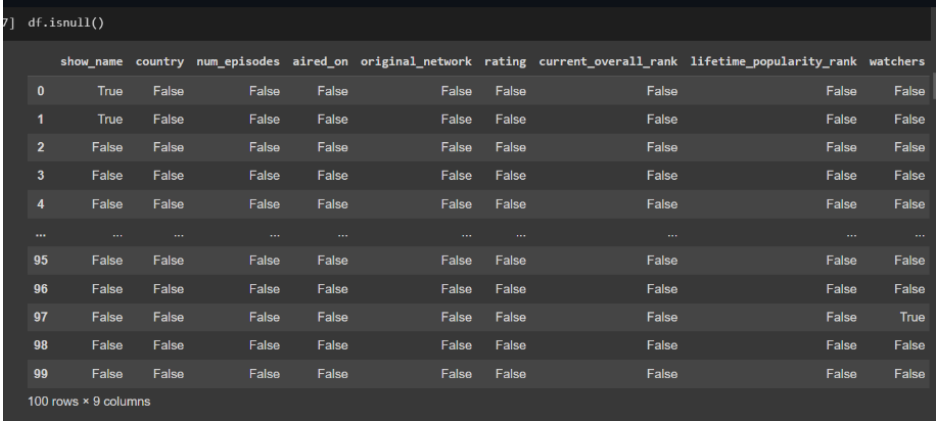 7] df.isnull()
show_name country num_episodes aired_on original_network rating current_overall_rank lifetime_popularity_rank watchers
0 True False False False False False False False False
1 True False False False False False False False False
2 False False False False False False False False False
3 False False False False False False False False False
4 False False False False False False False False False
... ... ... ... ... ... ... ... ... ...
95 False False False False False False False False False
96 False False False False False False False False False
97 False False False False False False False False True
98 False False False False False False False False False
99 False False False False False False False False False
100 rows × 9 columns